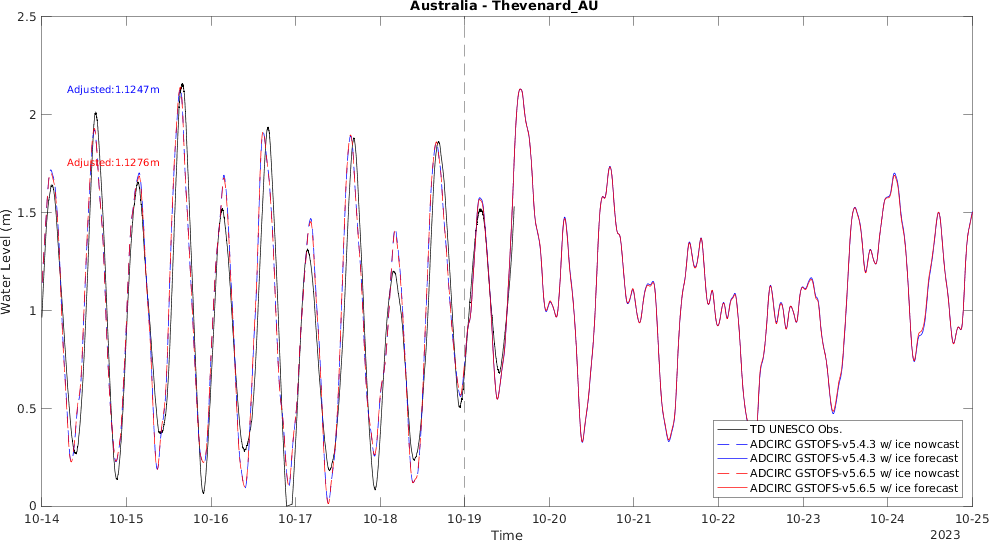 Australia - Thevenard_AU
2.5
2
1.5
1
0.5
0
Water Level (m)
Adjusted:1.1247m
Adjusted:1.1276m
TD UNESCO Obs.
ADCIRC GSTOFS-v5.4.3 w/ ice nowcast
ADCIRC GSTOFS-v5.4.3 w/ ice forecast
ADCIRC GSTOFS-v5.6.5 w/ ice nowcast
ADCIRC GSTOFS-v5.6.5 w/ ice forecast
10-14 10-15 10-16 10-17 10-18 10-19 10-20 10-21 10-22 10-23 10-24 10-25
Time
2023